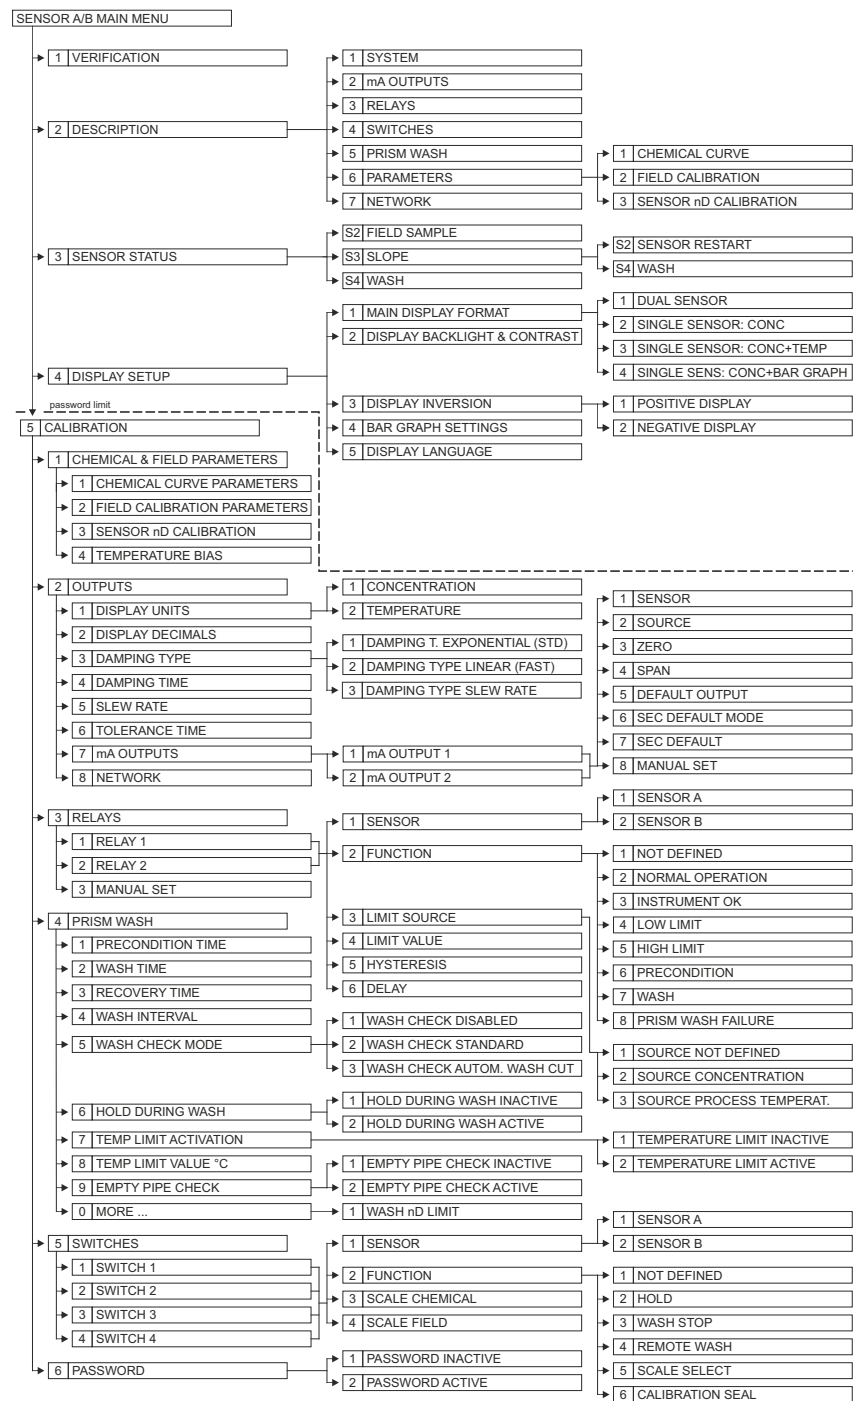 SENSOR A/B MAIN MENU
1 VERIFICATION
2 DESCRIPTION
1 SYSTEM
2 mA OUTPUTS
3 RELAYS
4 SWITCHES
5 PRISM WASH
6 PARAMETERS
1 CHEMICAL CURVE
2 FIELD CALIBRATION
3 SENSOR nD CALIBRATION
7 NETWORK
3 SENSOR STATUS
S2 FIELD SAMPLE
S3 SLOPE
S2 SENSOR RESTART
S4 WASH
S4 WASH
4 DISPLAY SETUP
1 MAIN DISPLAY FORMAT
1 DUAL SENSOR
2 SINGLE SENSOR: CONC
3 SINGLE SENSOR: CONC+TEMP
4 SINGLE SENS: CONC+BAR GRAPH
2 DISPLAY BACKLIGHT & CONTRAST
3 DISPLAY INVERSION
1 POSITIVE DISPLAY
2 NEGATIVE DISPLAY
4 BAR GRAPH SETTINGS
5 DISPLAY LANGUAGE
password limit
5 CALIBRATION
1 CHEMICAL & FIELD PARAMETERS
1 CHEMICAL CURVE PARAMETERS
2 FIELD CALIBRATION PARAMETERS
3 SENSOR nD CALIBRATION
4 TEMPERATURE BIAS
2 OUTPUTS
1 DISPLAY UNITS
1 CONCENTRATION
2 TEMPERATURE
2 DISPLAY DECIMALS
3 DAMPING TYPE
1 DAMPING T. EXPONENTIAL (STD)
2 DAMPING TYPE LINEAR (FAST)
3 DAMPING TYPE SLEW RATE
4 DAMPING TIME
5 SLEW RATE
6 TOLERANCE TIME
7 mA OUTPUTS
1 mA OUTPUT 1
2 mA OUTPUT 2
1 SENSOR
2 SOURCE
3 ZERO
4 SPAN
5 DEFAULT OUTPUT
6 SEC DEFAULT MODE
7 SEC DEFAULT
8 MANUAL SET
8 NETWORK
3 RELAYS
1 RELAY 1
2 RELAY 2
3 MANUAL SET
1 SENSOR
1 SENSOR A
2 SENSOR B
2 FUNCTION
1 NOT DEFINED
2 NORMAL OPERATION
3 INSTRUMENT OK
4 LOW LIMIT
5 HIGH LIMIT
6 PRECONDITION
7 WASH
8 PRISM WASH FAILURE
3 LIMIT SOURCE
1 SOURCE NOT DEFINED
2 SOURCE CONCENTRATION
3 SOURCE PROCESS TEMPERAT.
4 LIMIT VALUE
5 HYSTERESIS
6 DELAY
4 PRISM WASH
1 PRECONDITION TIME
2 WASH TIME
3 RECOVERY TIME
4 WASH INTERVAL
5 WASH CHECK MODE
1 WASH CHECK DISABLED
2 WASH CHECK STANDARD
3 WASH CHECK AUTOM. WASH CUT
6 HOLD DURING WASH
1 HOLD DURING WASH INACTIVE
2 HOLD DURING WASH ACTIVE
7 TEMP LIMIT ACTIVATION
1 TEMPERATURE LIMIT INACTIVE
2 TEMPERATURE LIMIT ACTIVE
8 TEMP LIMIT VALUE °C
9 EMPTY PIPE CHECK
1 EMPTY PIPE CHECK INACTIVE
2 EMPTY PIPE CHECK ACTIVE
0 MORE ...
1 WASH nD LIMIT
5 SWITCHES
1 SWITCH 1
2 SWITCH 2
3 SWITCH 3
4 SWITCH 4
1 SENSOR
1 SENSOR A
2 SENSOR B
2 FUNCTION
1 NOT DEFINED
2 HOLD
3 WASH STOP
4 REMOTE WASH
5 SCALE SELECT
6 CALIBRATION SEAL
3 SCALE CHEMICAL
4 SCALE FIELD
6 PASSWORD
1 PASSWORD INACTIVE
2 PASSWORD ACTIVE